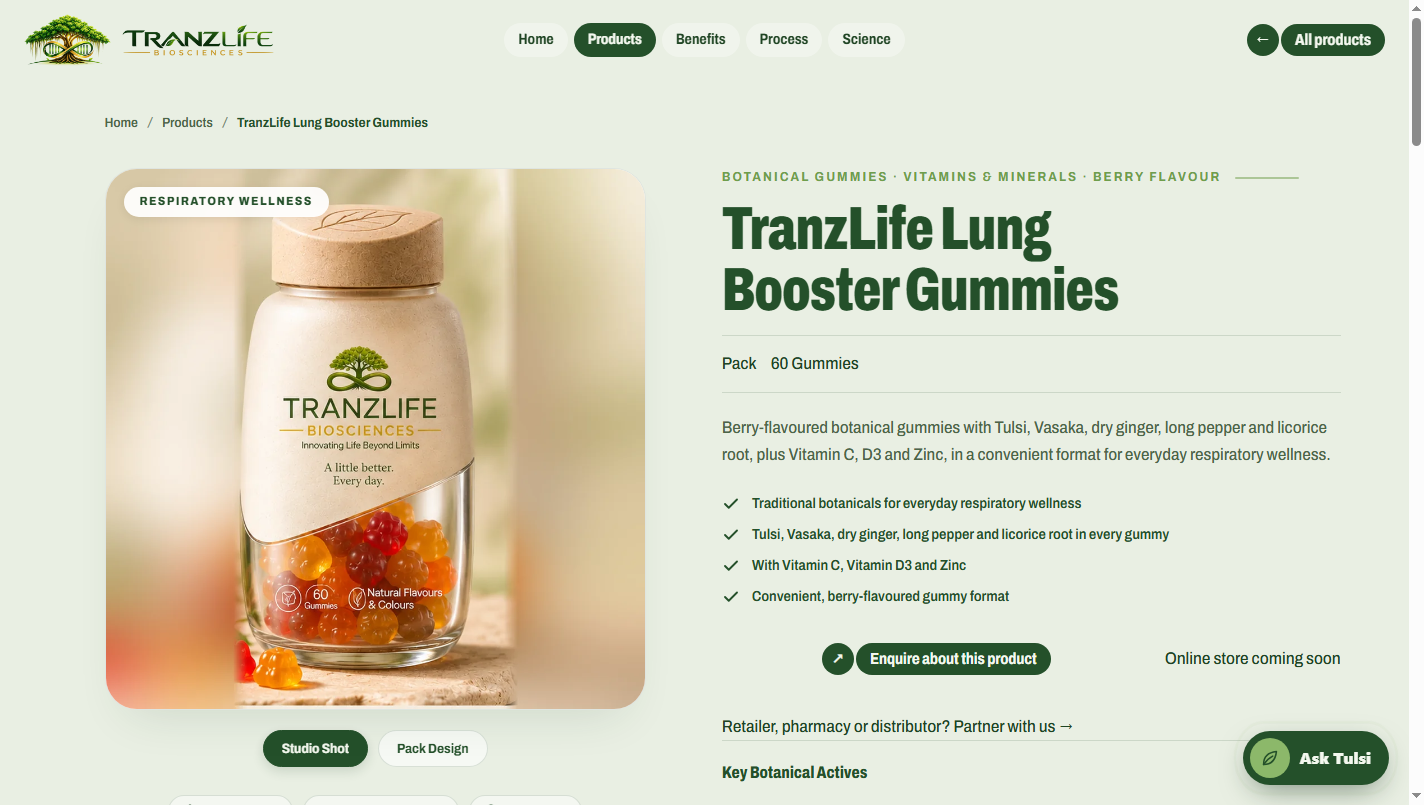 TRANZLIFE
BIOSCIENCES
Home
Products
Benefits
Process
Science
←
All products
Home / Products / TranzLife Lung Booster Gummies
RESPIRATORY WELLNESS
TRANZLIFE
BIOSCIENCES
Innovating Life Beyond Limits
A little better.
Every day.
60
Gummies
Natural Flavours
& Colours
Studio Shot
Pack Design
BOTANICAL GUMMIES · VITAMINS & MINERALS · BERRY FLAVOUR
TranzLife Lung
Booster Gummies
Pack 60 Gummies
Berry-flavoured botanical gummies with Tulsi, Vasaka, dry ginger, long pepper and licorice
root, plus Vitamin C, D3 and Zinc, in a convenient format for everyday respiratory wellness.
Traditional botanicals for everyday respiratory wellness
Tulsi, Vasaka, dry ginger, long pepper and licorice root in every gummy
With Vitamin C, Vitamin D3 and Zinc
Convenient, berry-flavoured gummy format
↗ Enquire about this product
Online store coming soon
Retailer, pharmacy or distributor? Partner with us →
Key Botanical Actives
Ask Tulsi